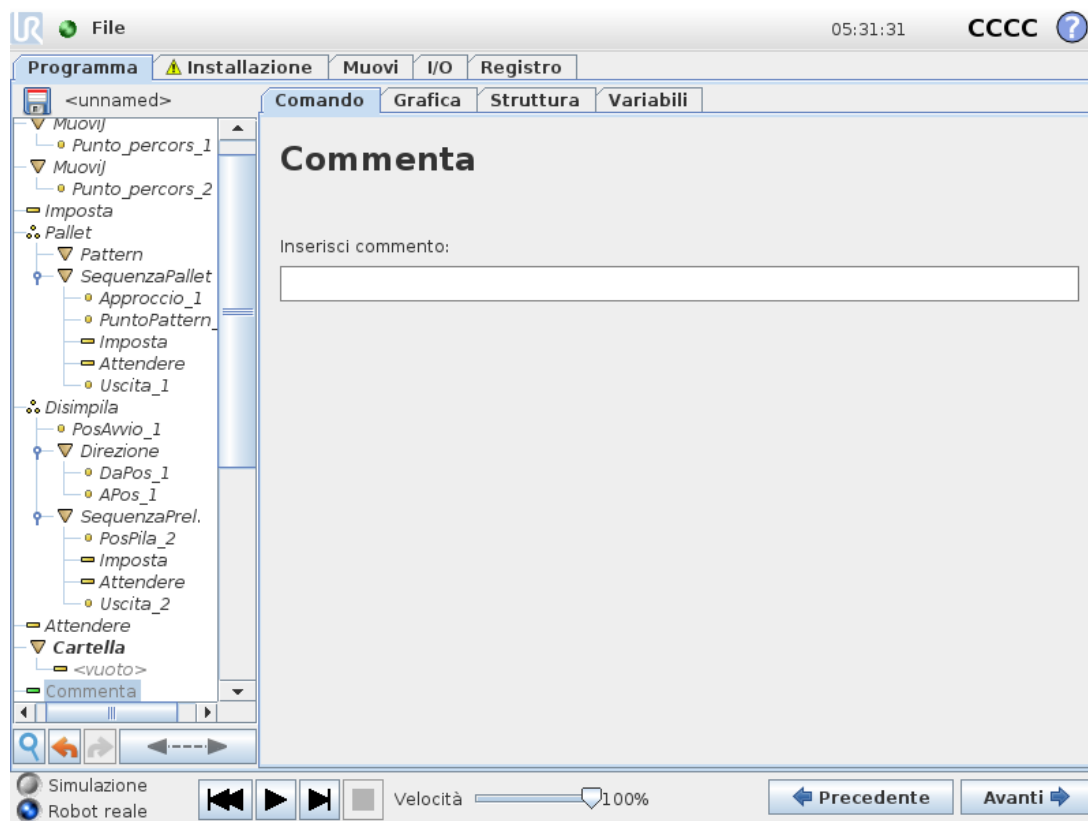 UR File 05:31:31 CCCC ?
Programma Installazione Muovi I/O Registro
<unnamed> Comando Grafica Struttura Variabili
MuoviJ
Punto_percors_1
MuoviJ
Punto_percors_2
Imposta
Pallet
Pattern
SequenzaPallet
Approccio_1
PuntoPattern_
Imposta
Attendere
Uscita_1
Disimpila
PosAvvio_1
Direzione
DaPos_1
APos_1
SequenzaPrel.
PosPila_2
Imposta
Attendere
Uscita_2
Attendere
Cartella
<vuoto>
Commenta
Commenta
Inserisci commento:
Simulazione
Robot reale
Velocità 100%
Precedente Avanti